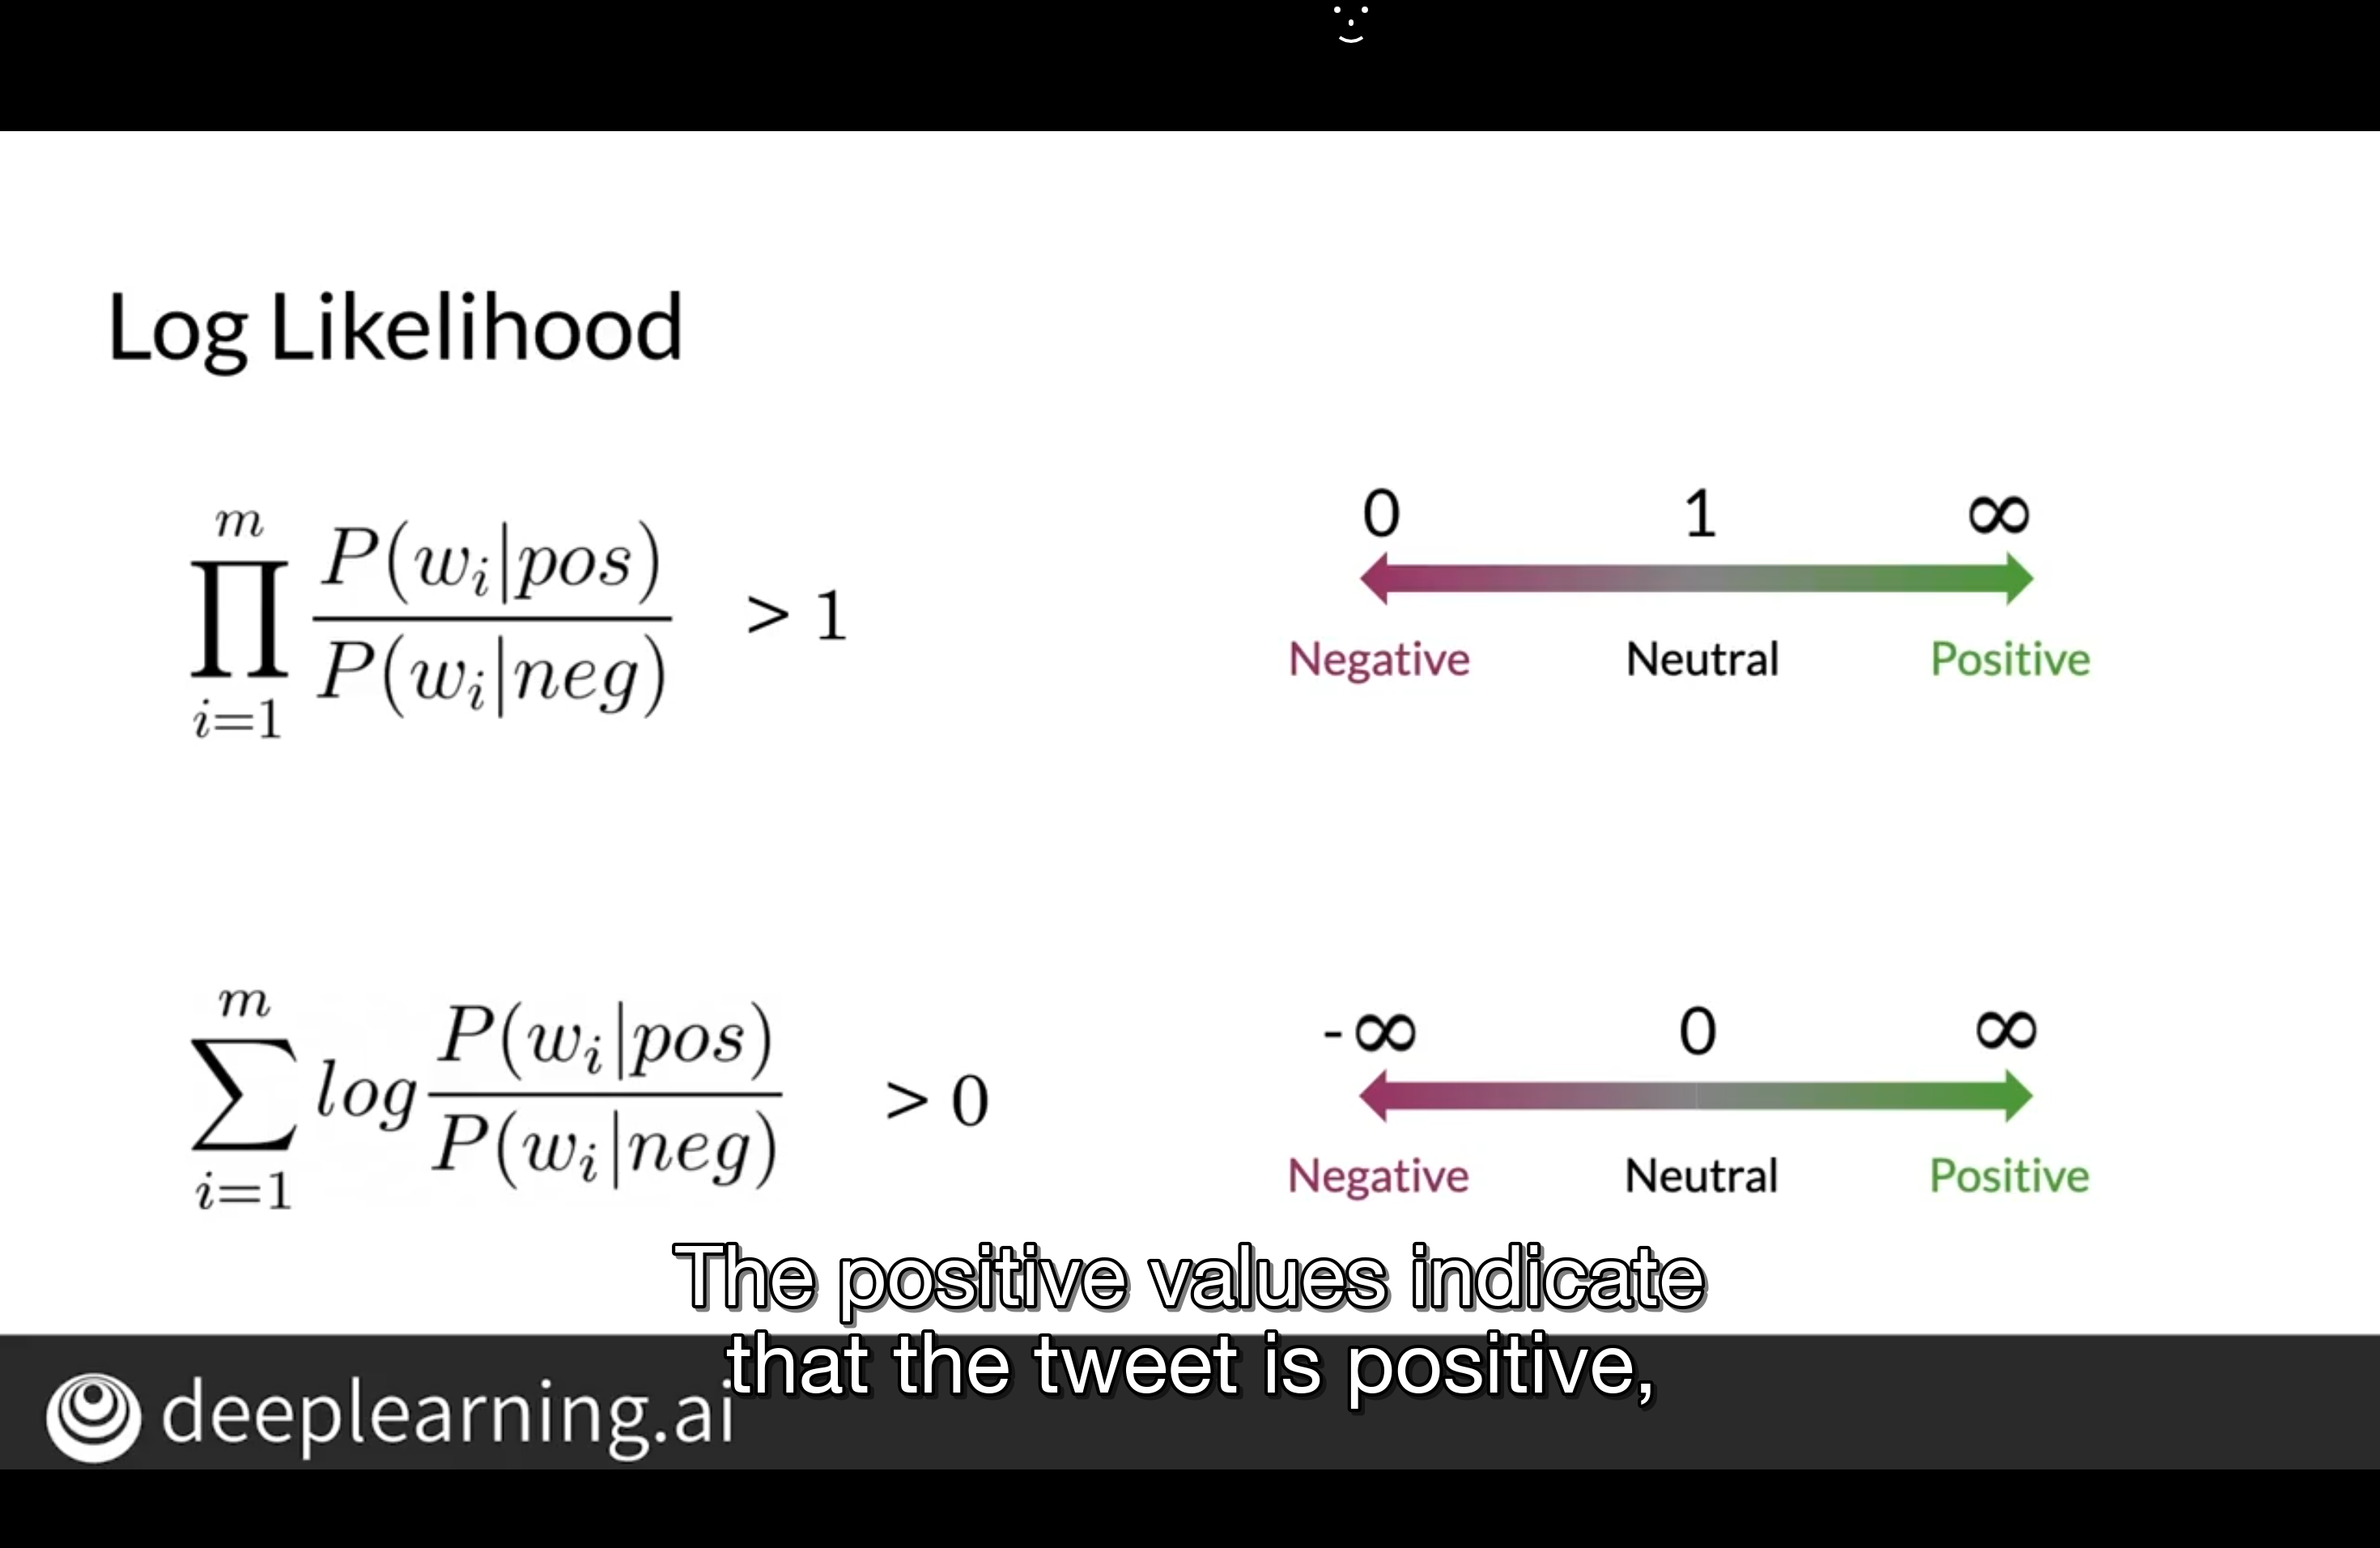 Log Likelihood
m
∏ P(w_i|pos) / P(w_i|neg) > 1
i=1
0 1 ∞
Negative Neutral Positive
m
∑ log P(w_i|pos) / P(w_i|neg) > 0
i=1
-∞ 0 ∞
Negative Neutral Positive
The positive values indicate
that the tweet is positive,
deeplearning.ai